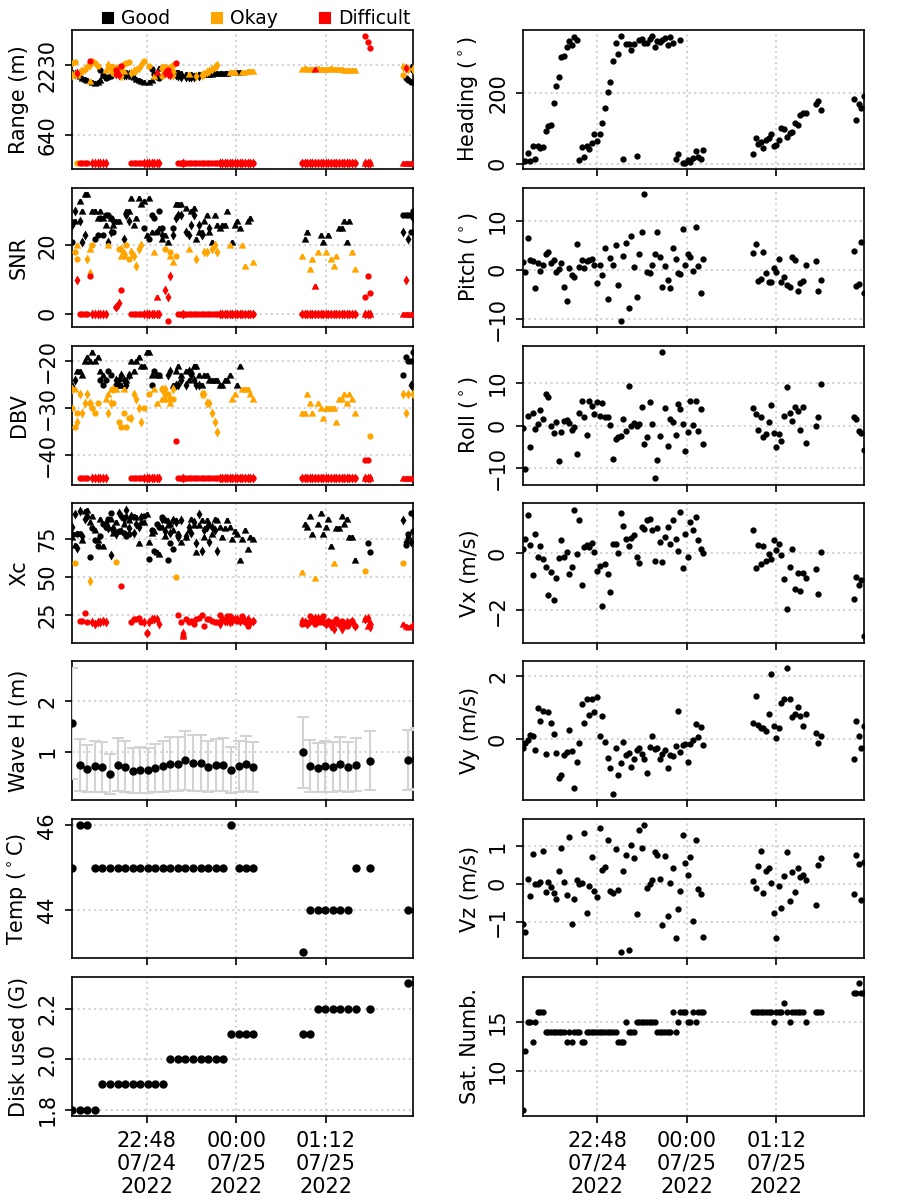 Good Okay Difficult
Range (m)
2230
640
Heading (°)
200
0
SNR
20
0
Pitch (°)
10
0
−10
DBV
−20
−30
−40
Roll (°)
10
0
−10
Xc
75
50
25
Vx (m/s)
0
−2
Wave H (m)
2
1
Vy (m/s)
2
0
Temp (°C)
46
44
Vz (m/s)
1
0
−1
Disk used (G)
2.2
2.0
1.8
Sat. Numb.
15
10
22:48 00:00 01:12
07/24 07/25 07/25
2022 2022 2022
22:48 00:00 01:12
07/24 07/25 07/25
2022 2022 2022